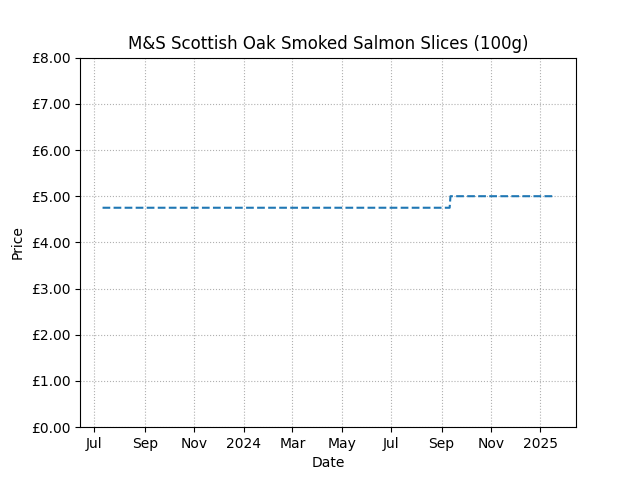 M&S Scottish Oak Smoked Salmon Slices (100g)
£8.00
£7.00
£6.00
£5.00
£4.00
£3.00
£2.00
£1.00
£0.00
Price
Jul Sep Nov 2024 Mar May Jul Sep Nov 2025
Date